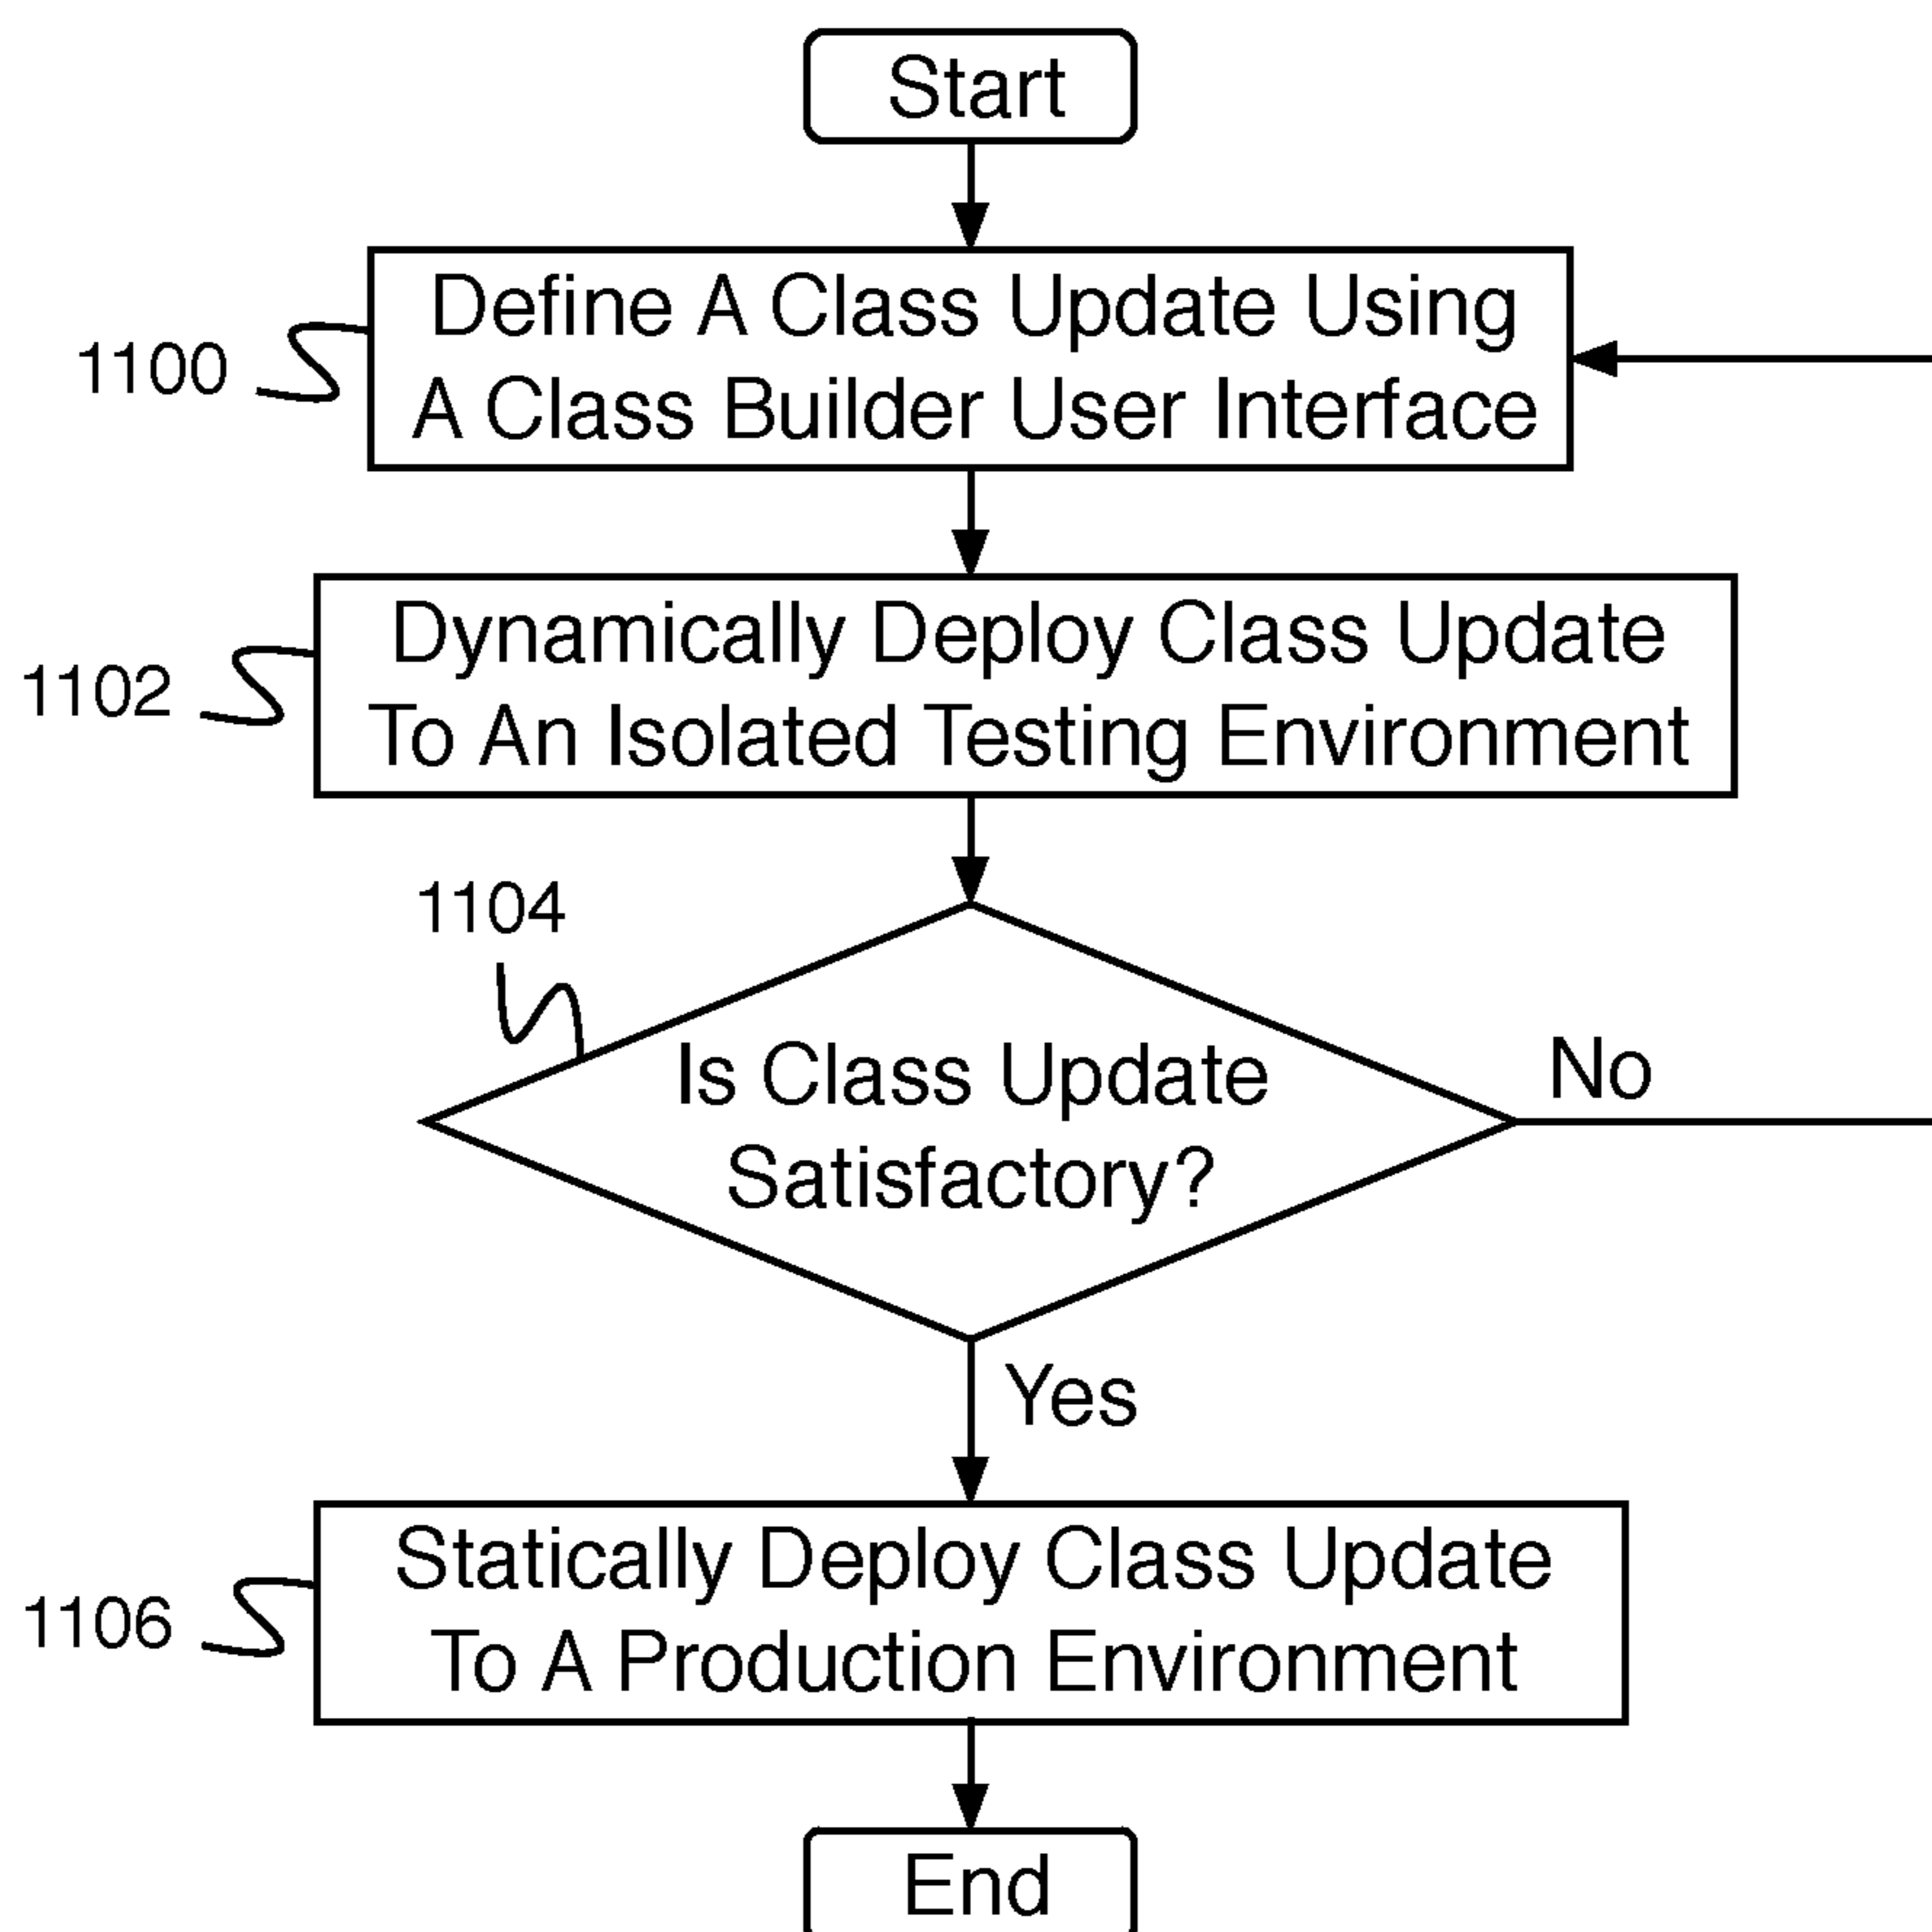 Start
Define A Class Update Using
A Class Builder User Interface
1100
Dynamically Deploy Class Update
To An Isolated Testing Environment
1102
1104
Is Class Update
Satisfactory?
No
Yes
Statically Deploy Class Update
To A Production Environment
1106
End